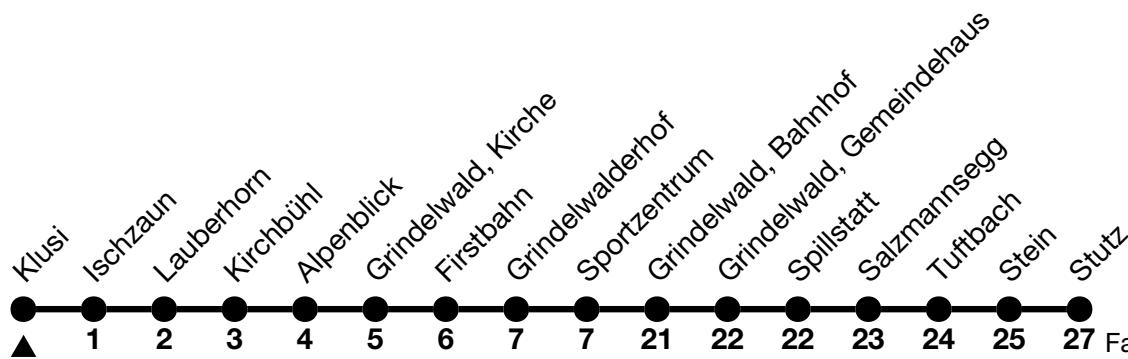 Klusi
Ischzaun
Lauberhorn
Kirchbühl
Alpenblick
Grindelwald, Kirche
Firstbahn
Grindelwalderhof
Sportzentrum
Grindelwald, Bahnhof
Grindelwald, Gemeindehaus
Spillstatt
Salzmannsegg
Tuftbach
Stein
Stutz
1 2 3 4 5 6 7 7 21 22 22 23 24 25 27 Fa